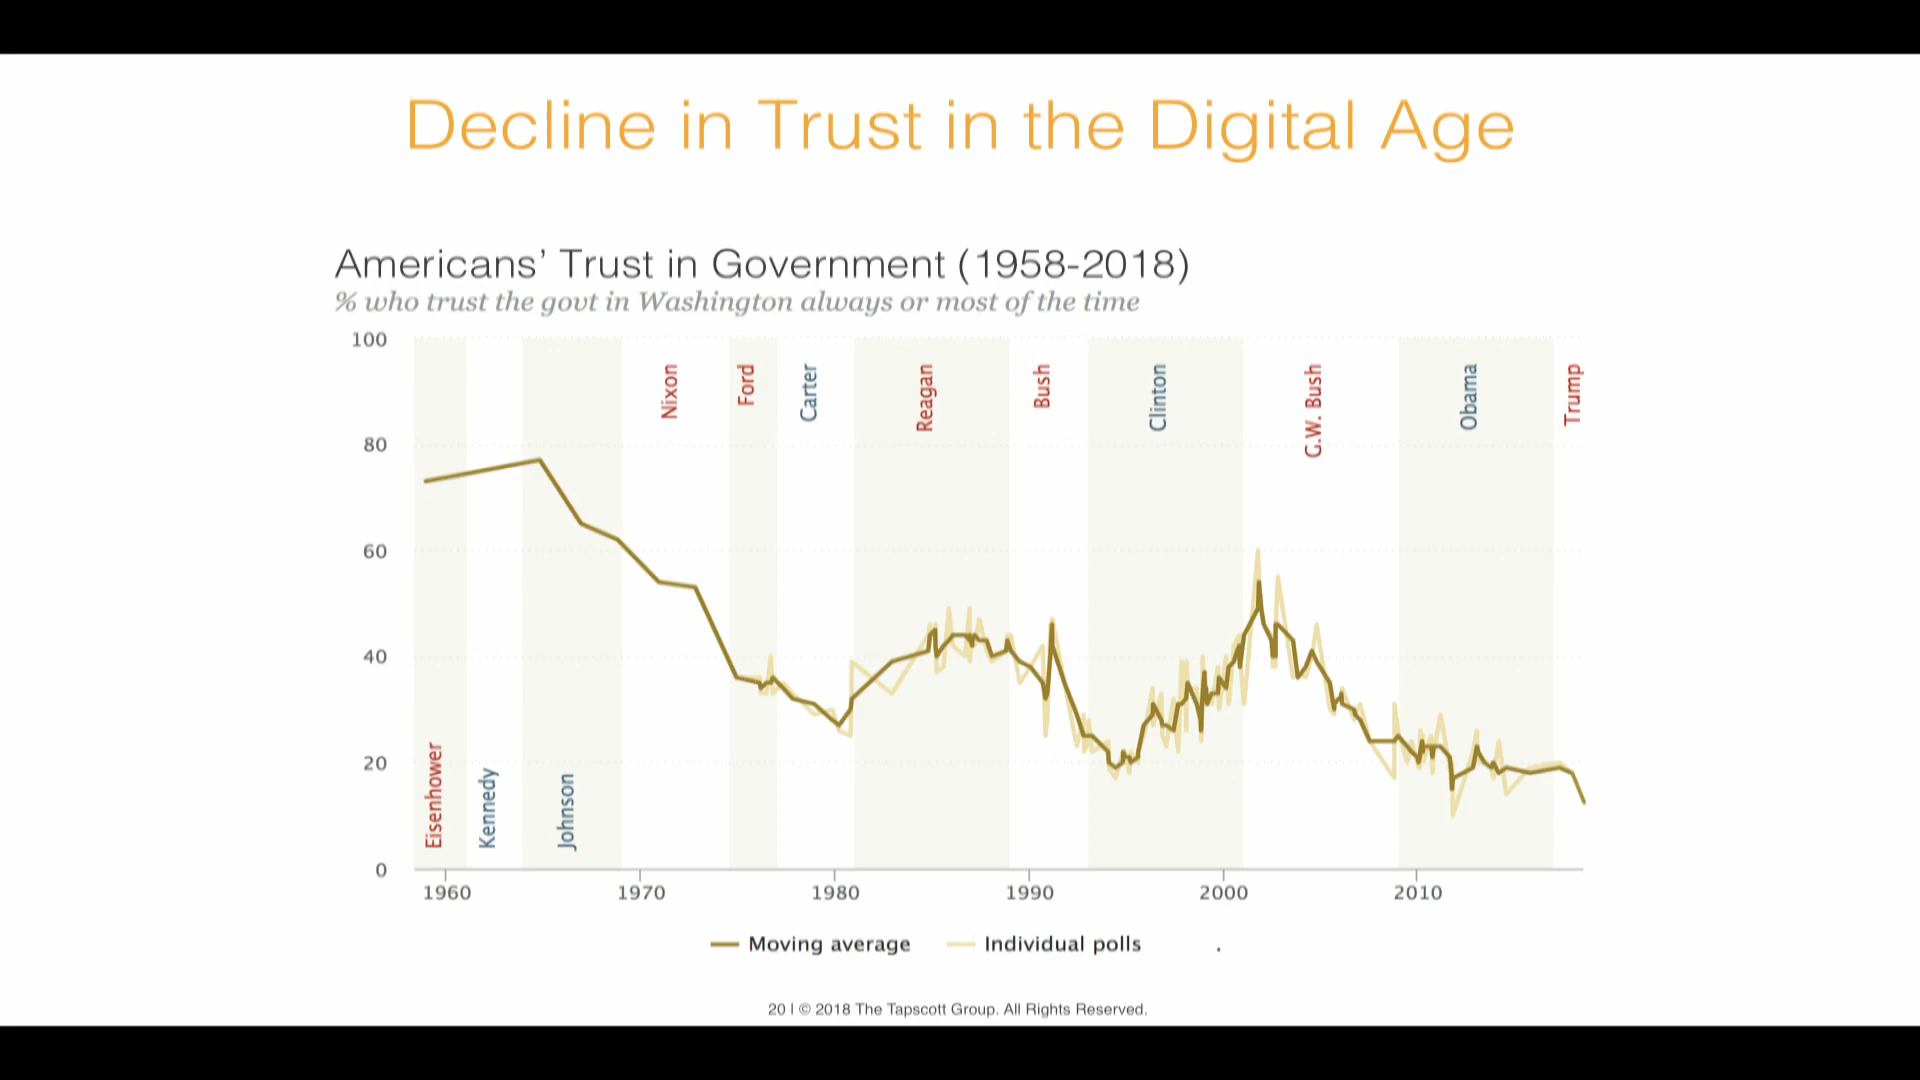 Decline in Trust in the Digital Age
Americans' Trust in Government (1958-2018)
% who trust the govt in Washington always or most of the time
100
80
60
40
20
0
Eisenhower
Kennedy
Johnson
Nixon
Ford
Carter
Reagan
Bush
Clinton
G.W. Bush
Obama
Trump
1960 1970 1980 1990 2000 2010
Moving average Individual polls .
20 | © 2018 The Tapscott Group. All Rights Reserved.